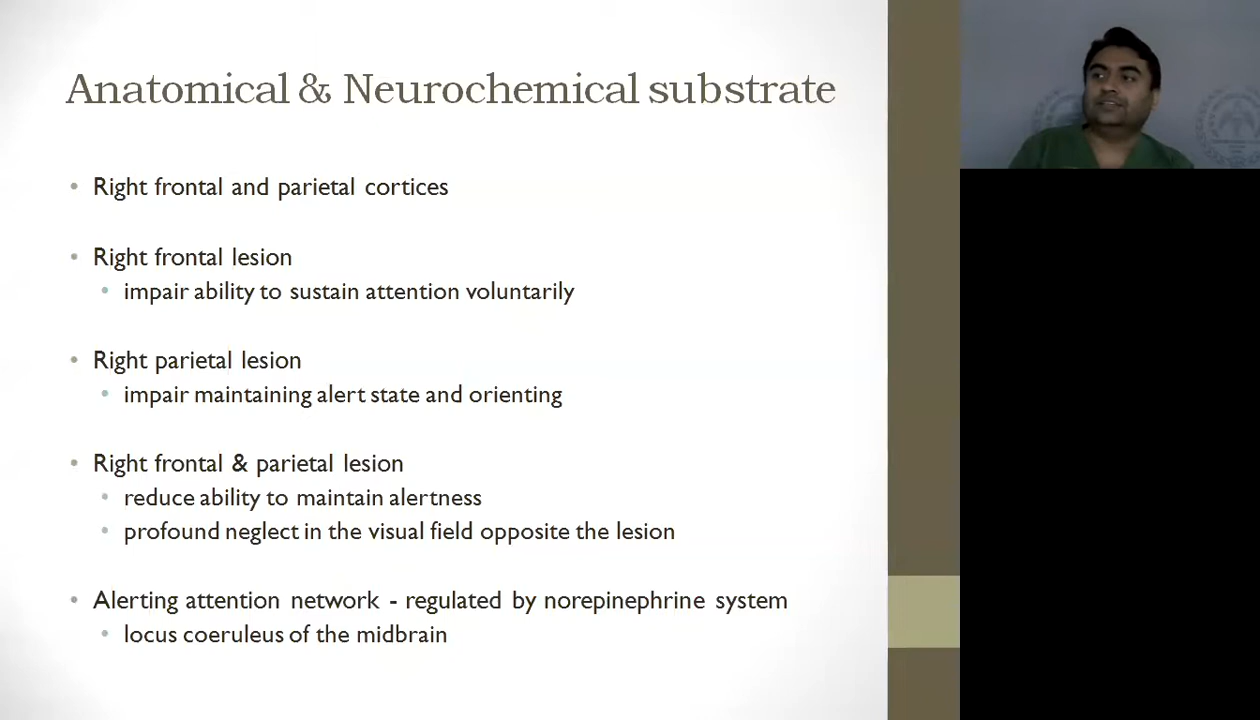 Anatomical & Neurochemical substrate
• Right frontal and parietal cortices
• Right frontal lesion
• impair ability to sustain attention voluntarily
• Right parietal lesion
• impair maintaining alert state and orienting
• Right frontal & parietal lesion
• reduce ability to maintain alertness
• profound neglect in the visual field opposite the lesion
• Alerting attention network - regulated by norepinephrine system
• locus coeruleus of the midbrain